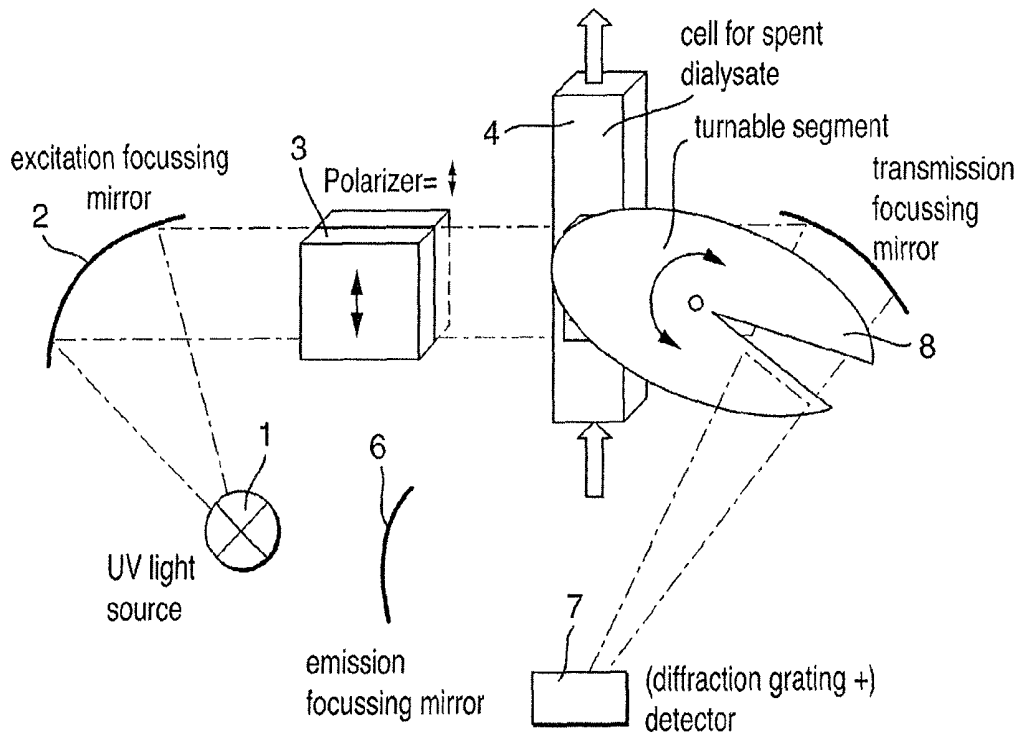 cell for spent
dialysate
4
turnable segment
excitation focussing
mirror
3
Polarizer=
transmission
focussing
mirror
2
8
1
6
UV light
source
7
emission
focussing mirror
(diffraction grating +)
detector